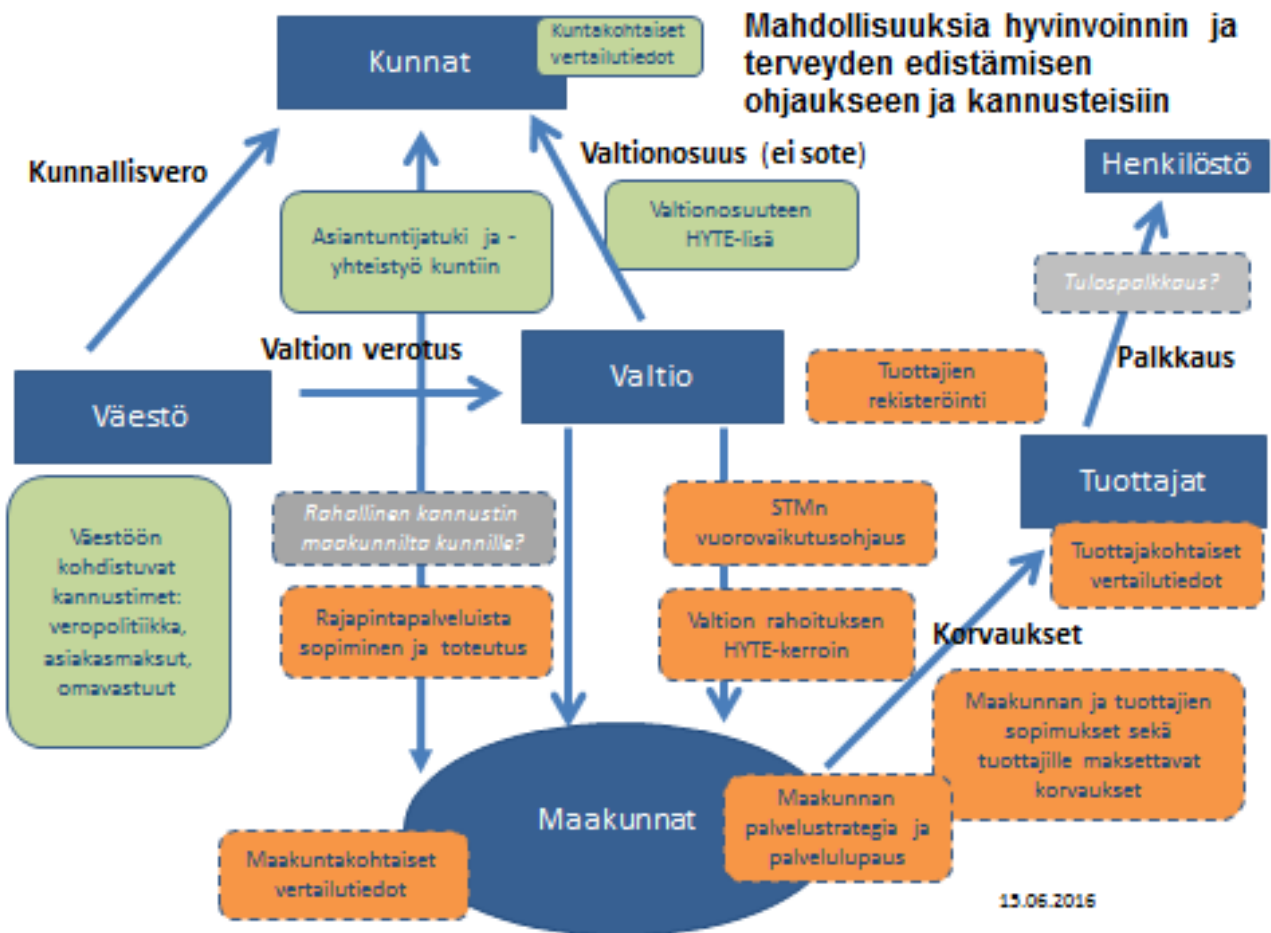 Mahdollisuuksia hyvinvoinnin ja
terveyden edistämisen
ohjaukseen ja kannusteisiin
Kunnat
Kuntakohtaiset
vertailutiedot
Kunnallisvero
Valtionosuus (ei sote)
Henkilöstö
Asiantuntijatuki ja -
yhteistyö kuntiin
Valtionosuuteen
HYTE-lisä
Tulospalkkaus?
Valtion verotus
Palkkaus
Väestö
Valtio
Tuottajien
rekisteröinti
Tuottajat
Väestöön
kohdistuvat
kannustimet:
veropolitiikka,
asiakasmaksut,
omavastuut
Rahallinen kannustin
maakunnilta kunnille?
STMn
vuorovaikutusohjaus
Tuottajakohtaiset
vertailutiedot
Rajapintapalveluista
sopiminen ja toteutus
Valtion rahoituksen
HYTE-kerroin
Korvaukset
Maakunnan ja tuottajien
sopimukset sekä
tuottajille maksettavat
korvaukset
Maakunnat
Maakunnan
palvelustrategia ja
palvelulupaus
Maakuntakohtaiset
vertailutiedot